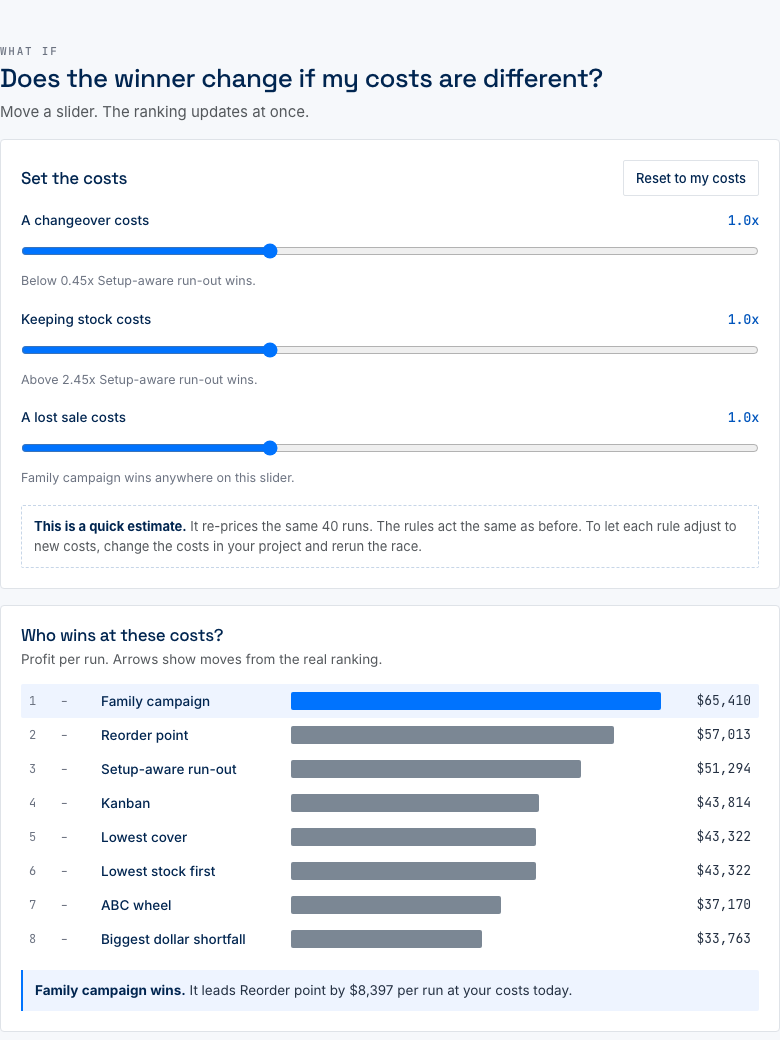 WHAT IF
Does the winner change if my costs are different?
Move a slider. The ranking updates at once.
Set the costs
Reset to my costs
A changeover costs
1.0x
Below 0.45x Setup-aware run-out wins.
Keeping stock costs
1.0x
Above 2.45x Setup-aware run-out wins.
A lost sale costs
1.0x
Family campaign wins anywhere on this slider.
This is a quick estimate. It re-prices the same 40 runs. The rules act the same as before. To let each rule adjust to
new costs, change the costs in your project and rerun the race.
Who wins at these costs?
Profit per run. Arrows show moves from the real ranking.
1 – Family campaign $65,410
2 – Reorder point $57,013
3 – Setup-aware run-out $51,294
4 – Kanban $43,814
5 – Lowest cover $43,322
6 – Lowest stock first $43,322
7 – ABC wheel $37,170
8 – Biggest dollar shortfall $33,763
Family campaign wins. It leads Reorder point by $8,397 per run at your costs today.